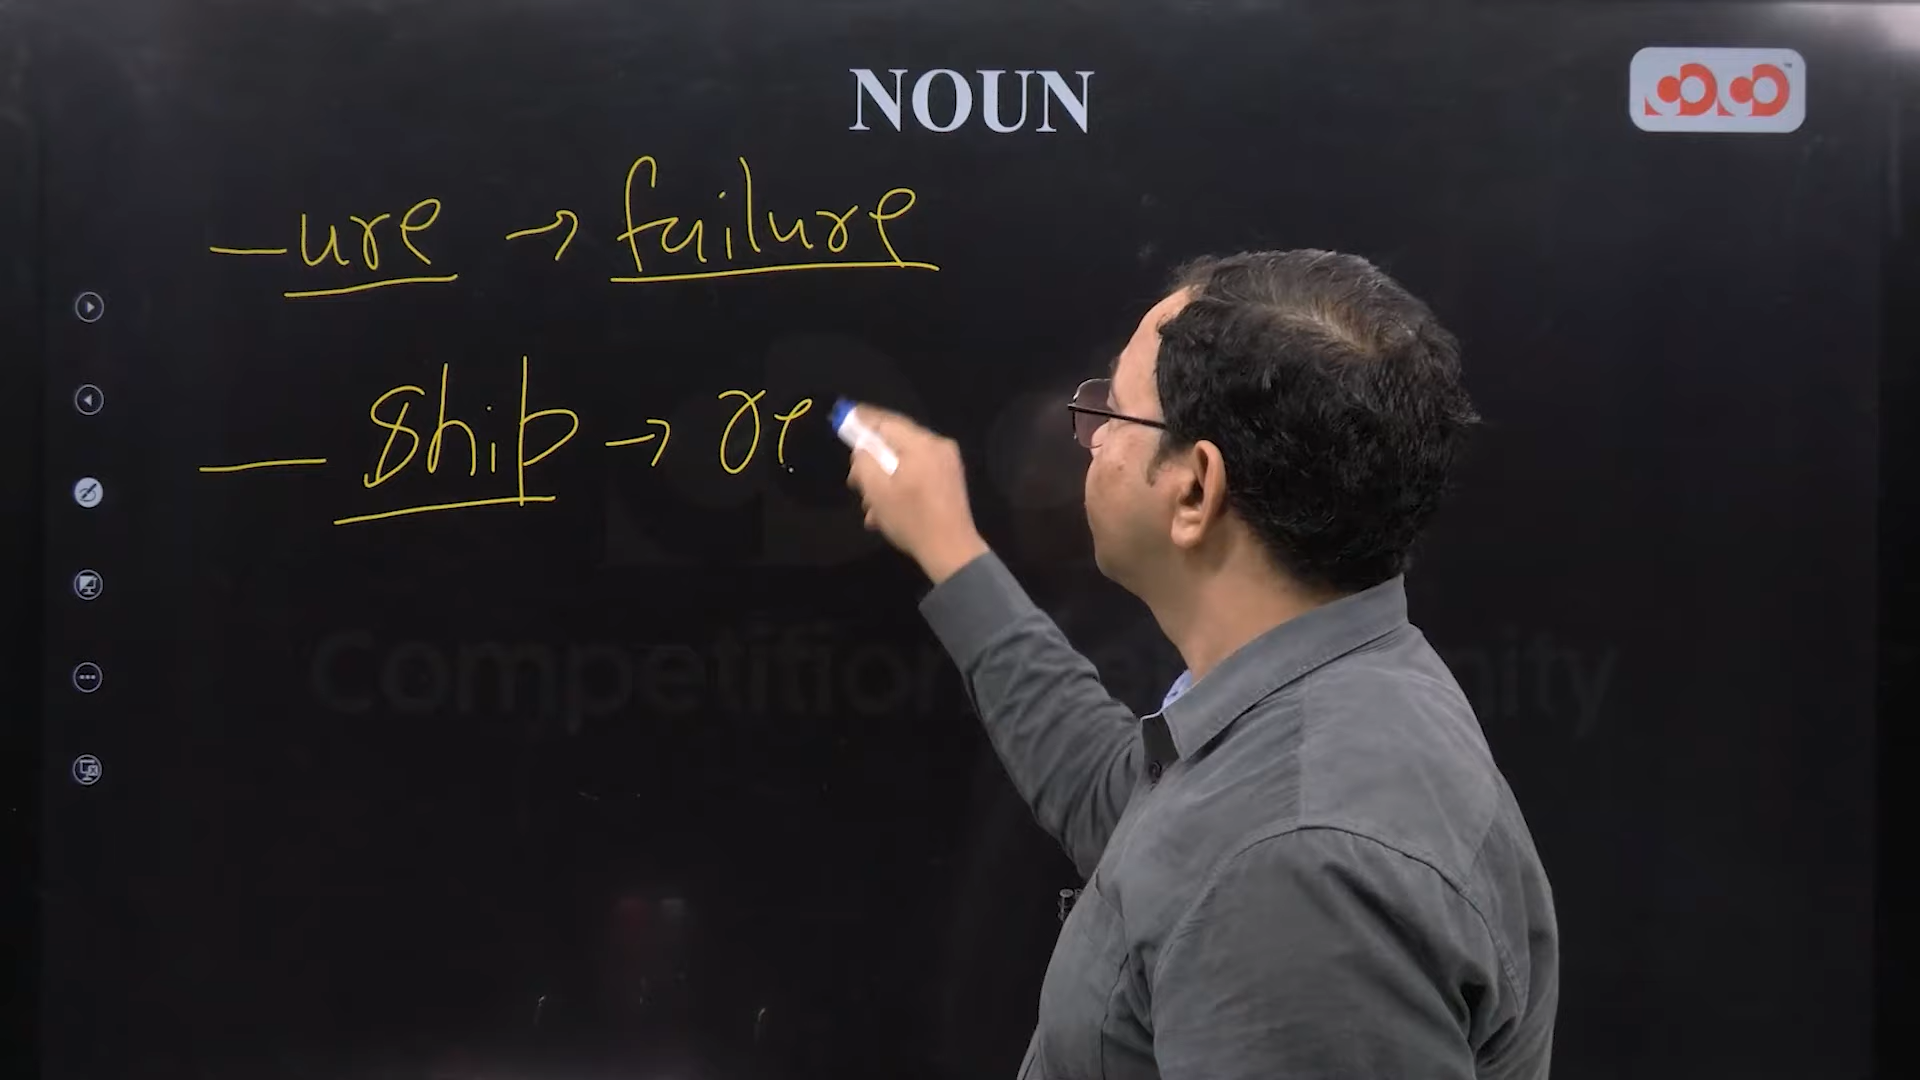 NOUN
—ure → failure
— ship → re